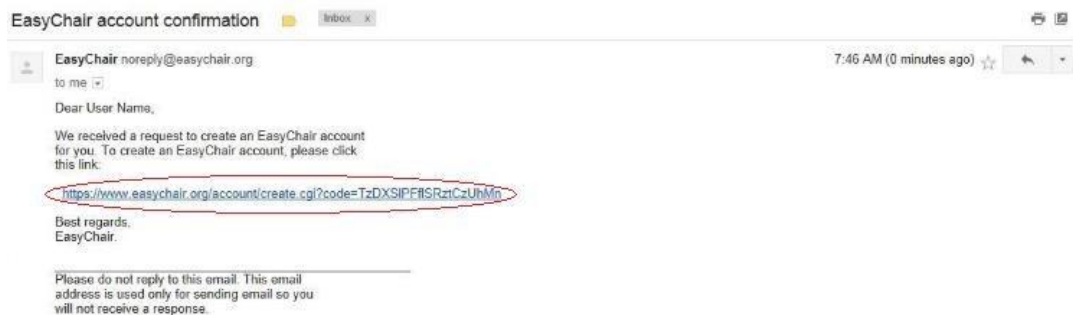 EasyChair account confirmation Inbox x
EasyChair noreply@easychair.org 7:46 AM (0 minutes ago)
to me
Dear User Name,
We received a request to create an EasyChair account
for you. To create an EasyChair account, please click
this link:
https://www.easychair.org/account/create.cgi?code=TzDXSIPFflSRztCzUhMn
Best regards,
EasyChair.
Please do not reply to this email. This email
address is used only for sending email so you
will not receive a response.